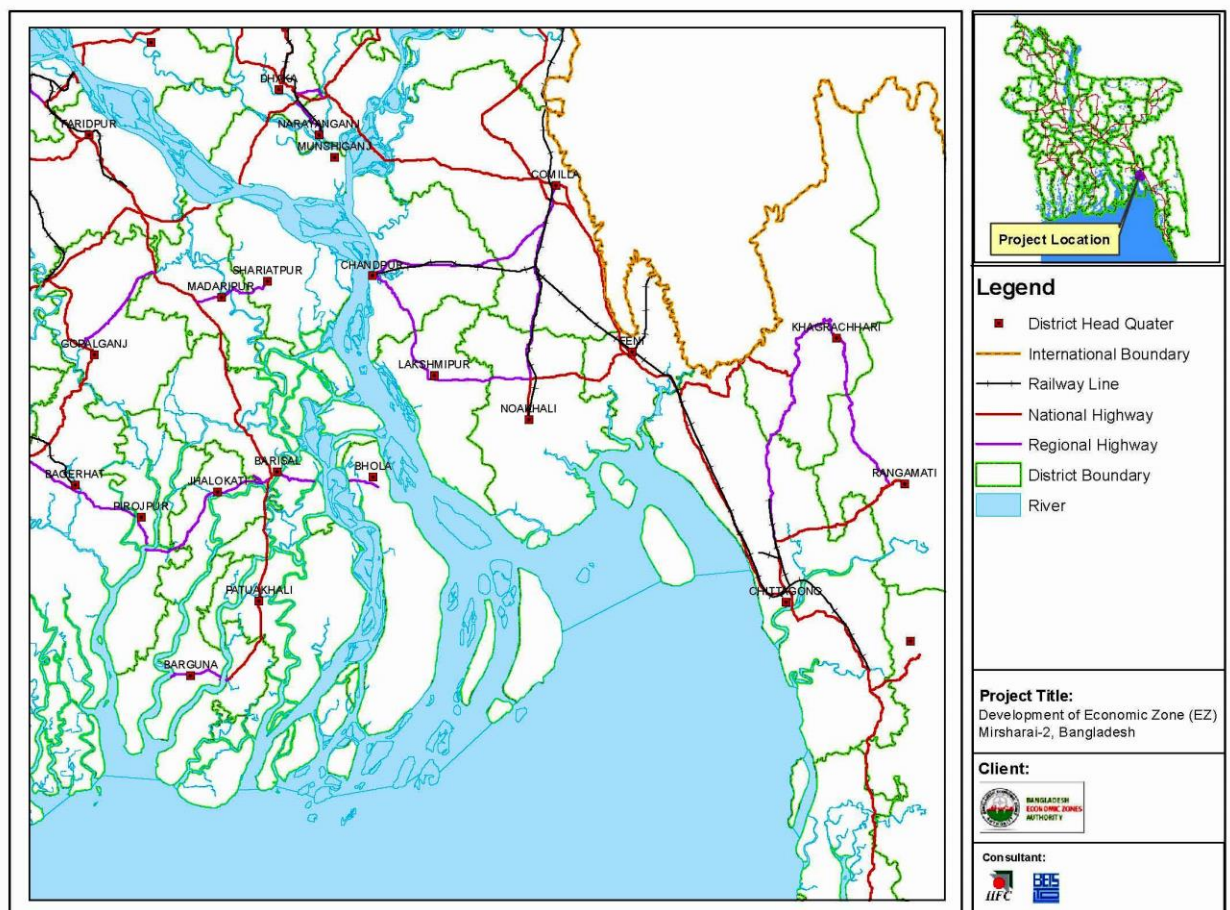 DHAKA
FARIDPUR
NARAYANGANJ
MUNSHIGANJ
COMILLA
SHARIATPUR
CHANDPUR
MADARIPUR
KHAGRACHHARI
GOPALGANJ
FENI
LAKSHMIPUR
NOAKHALI
BARISAL
BHOLA
RANGAMATI
BAGERHAT
JHALOKATI
PIROJPUR
PATUAKHALI
CHITTAGONG
BARGUNA
Project Location
Legend
District Head Quater
International Boundary
Railway Line
National Highway
Regional Highway
District Boundary
River
Project Title:
Development of Economic Zone (EZ)
Mirsharai-2, Bangladesh
Client:
BANGLADESH
ECONOMIC ZONES
AUTHORITY
Consultant:
IIFC